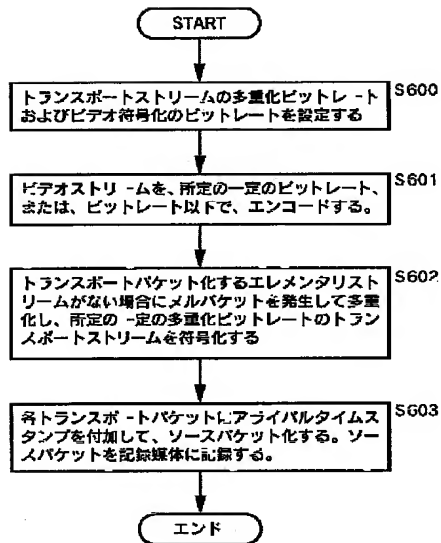 START
S600
トランスポートストリームの多重化ビットレート
およびビデオ符号化のビットレートを設定する
S601
ビデオストリームを、所定の一定のビットレート、
または、ビットレート以下で、エンコードする。
S602
トランスポートパケット化するエレメンタリスト
リームがない場合にヌルパケットを発生して多重
化し、所定の一定の多重化ビットレートのトラン
スポートストリームを符号化する
S603
各トランスポートパケットにアライバルタイムス
タンプを付加して、ソースパケット化する。ソー
スパケットを記録媒体に記録する。
エンド